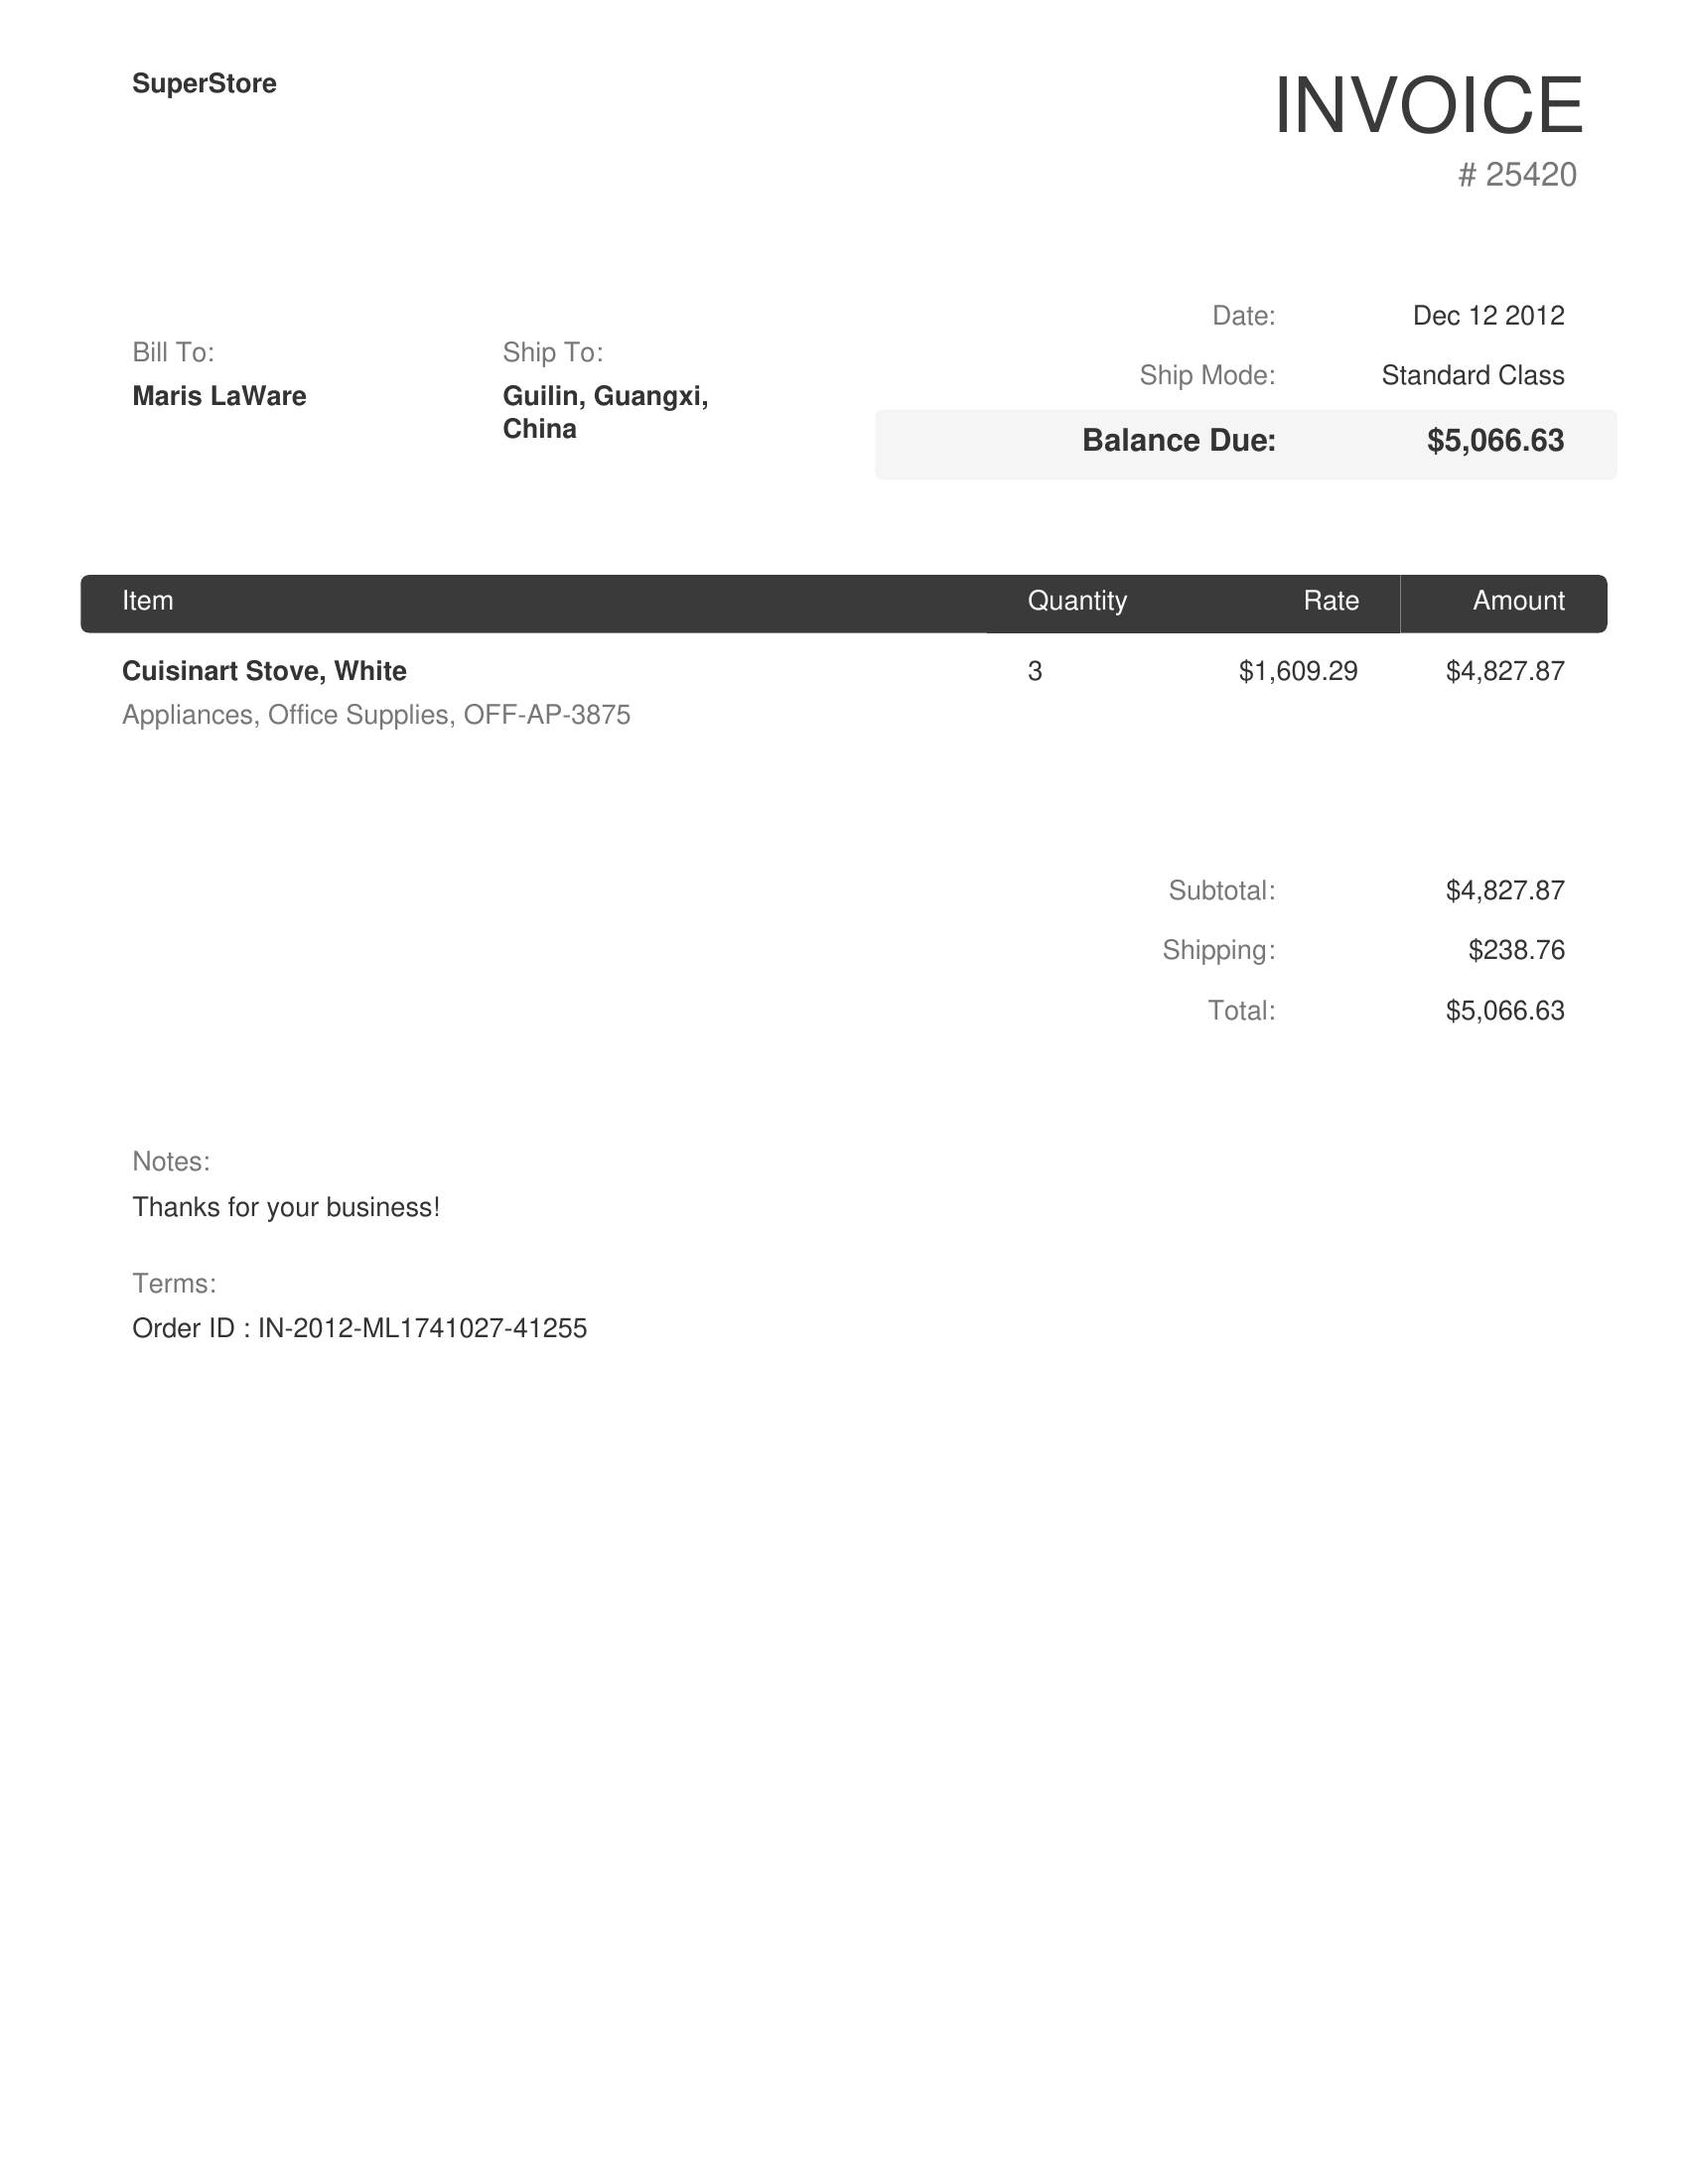 SuperStore
INVOICE
# 25420
Date: Dec 12 2012
Ship Mode: Standard Class
Balance Due: $5,066.63
Bill To:
Maris LaWare
Ship To:
Guilin, Guangxi,
China
Item Quantity Rate Amount
Cuisinart Stove, White 3 $1,609.29 $4,827.87
Appliances, Office Supplies, OFF-AP-3875
Subtotal: $4,827.87
Shipping: $238.76
Total: $5,066.63
Notes:
Thanks for your business!
Terms:
Order ID : IN-2012-ML1741027-41255